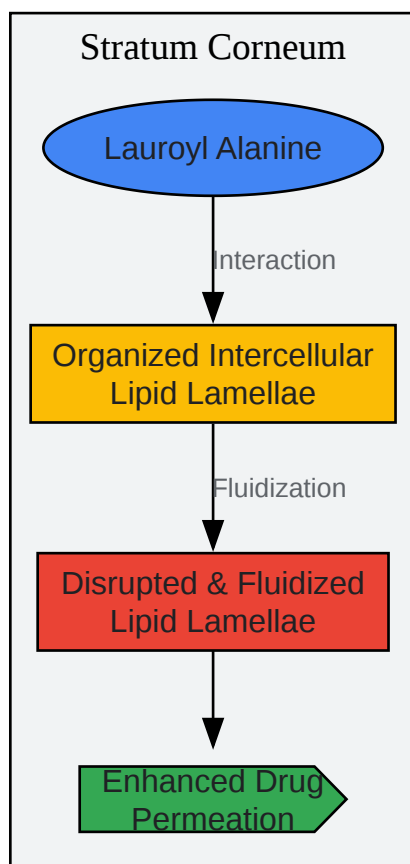 Stratum Corneum
Lauroyl Alanine
Interaction
Organized Intercellular
Lipid Lamellae
Fluidization
Disrupted & Fluidized
Lipid Lamellae
Enhanced Drug
Permeation